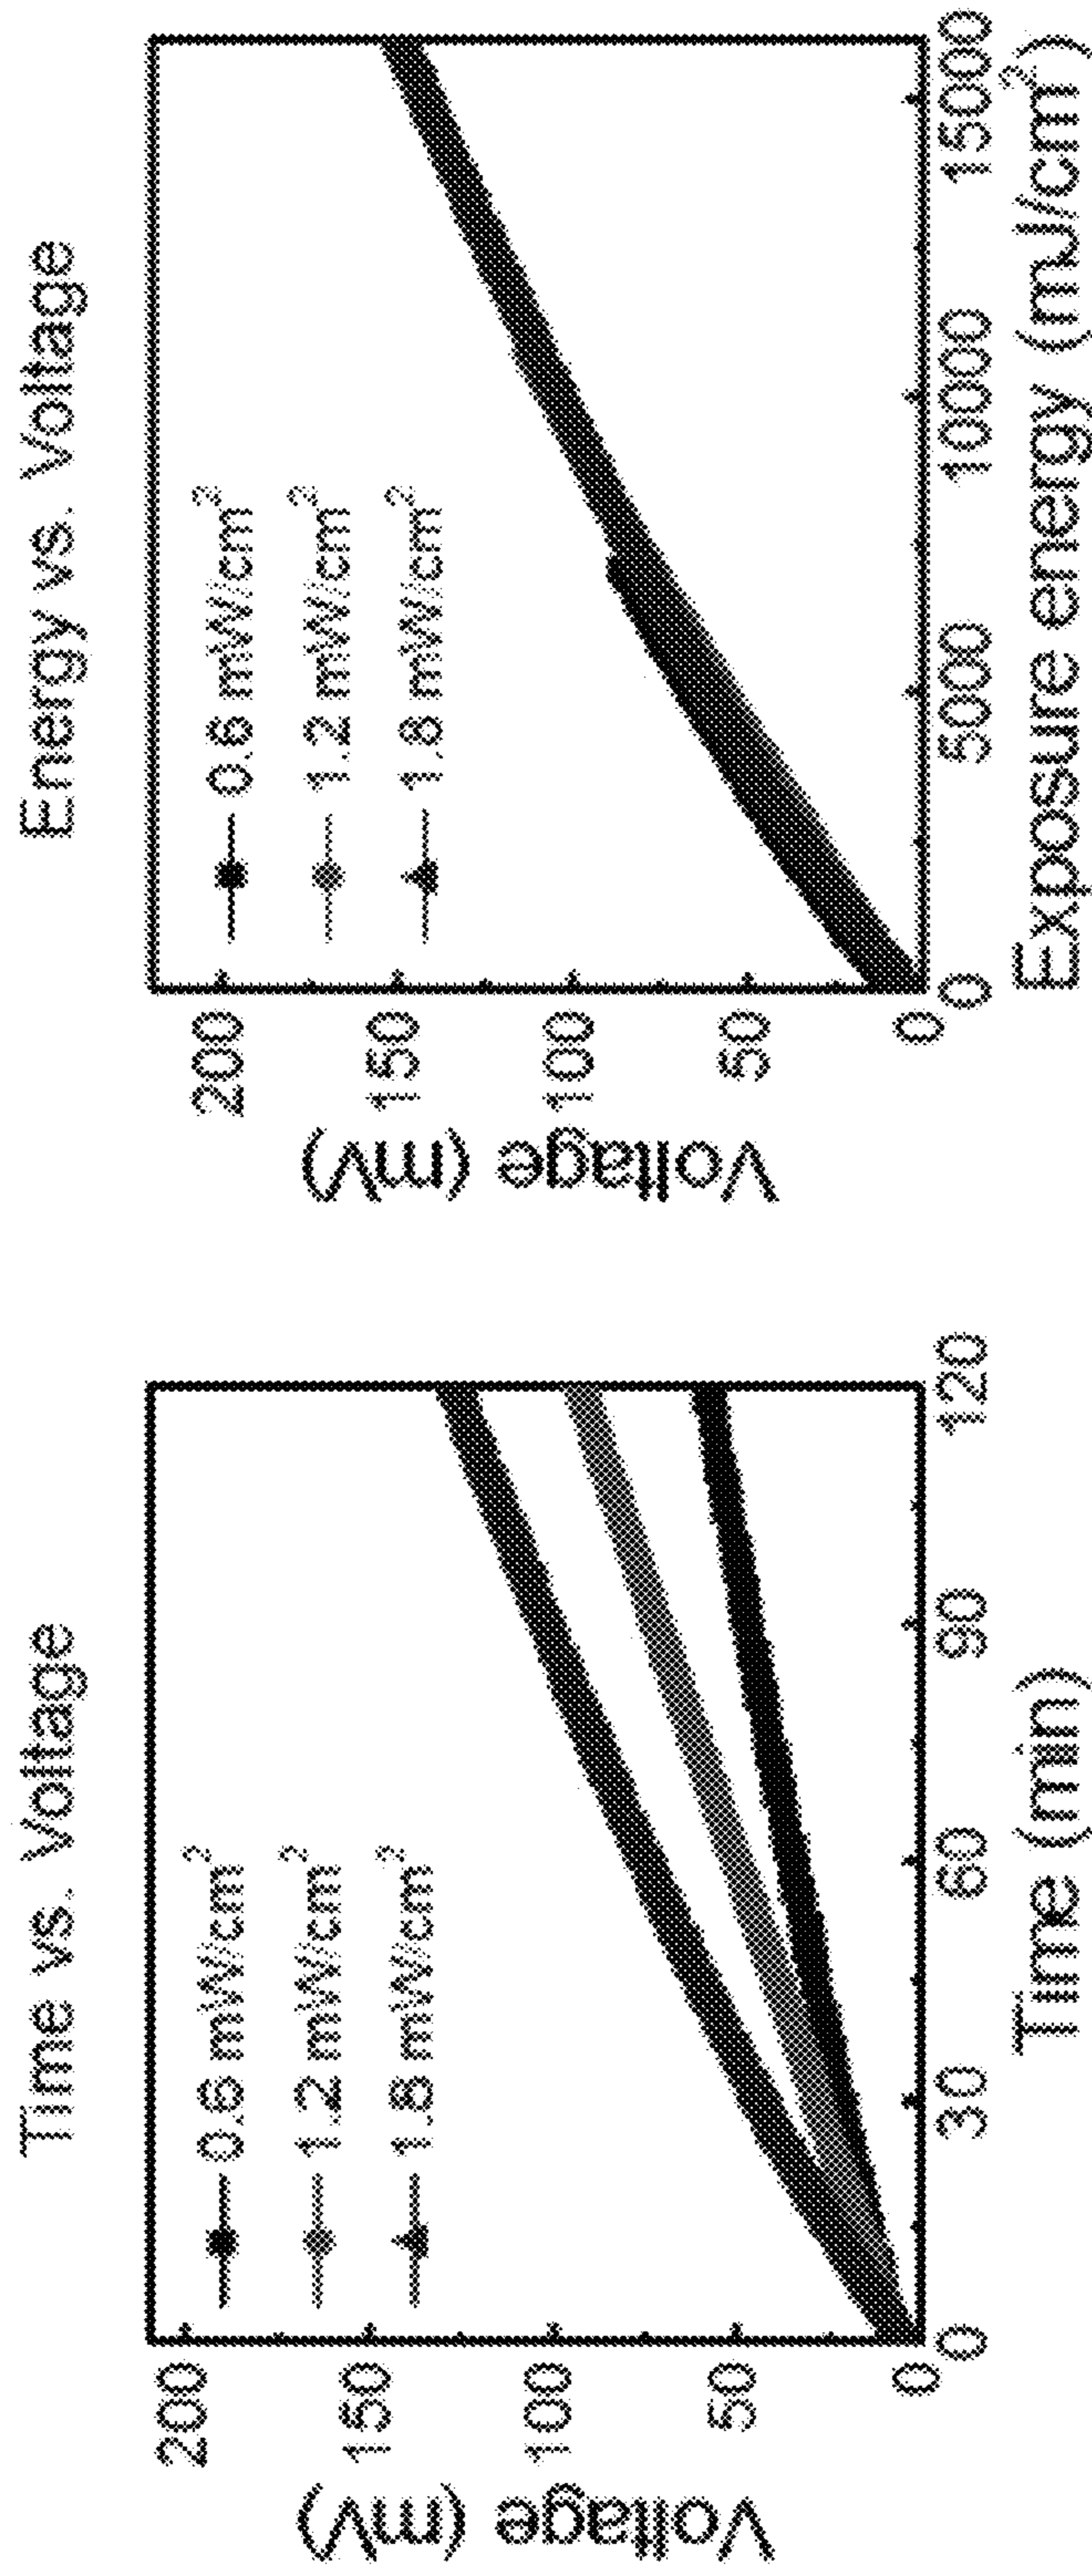 Time vs. Voltage
Voltage (mV)
200
150
100
50
0
0.6 mW/cm²
1.2 mW/cm²
1.8 mW/cm²
0
30
60
90
120
Time (min)
Energy vs. Voltage
Voltage (mV)
200
150
100
50
0
0.6 mW/cm²
1.2 mW/cm²
1.8 mW/cm²
0
5000
10000
15000
Exposure energy (mJ/cm²)